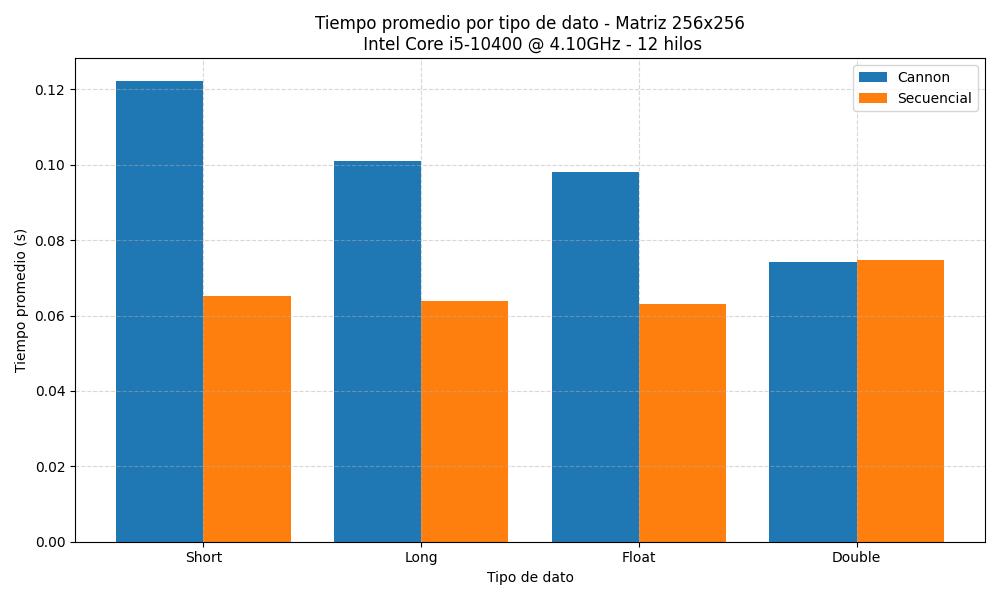 Tiempo promedio por tipo de dato - Matriz 256x256
Intel Core i5-10400 @ 4.10GHz - 12 hilos
Cannon
Secuencial
Tiempo promedio (s)
0.12
0.10
0.08
0.06
0.04
0.02
0.00
Short Long Float Double
Tipo de dato